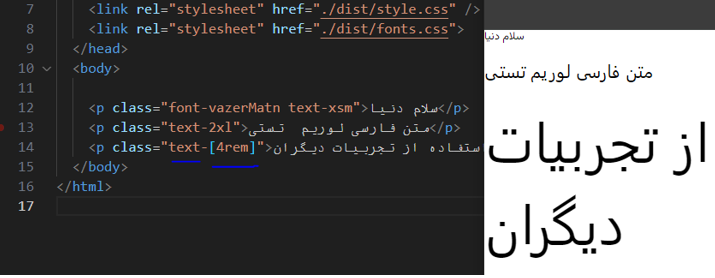 7 <link rel="stylesheet" href="./dist/style.css" />
8 <link rel="stylesheet" href="./dist/fonts.css">
9 </head>
10 <body>
11
12 <p class="font-vazerMatn text-xsm">سلام دنیا</p>
13 <p class="text-2xl">متن فارسی لوریم  تستی</p>
14 <p class="text-[4rem]">ستفاده از تجربیات دیگران
15 </body>
16 </html>
17
سلام دنیا
متن فارسی لوریم تستی
از تجربیات
دیگران